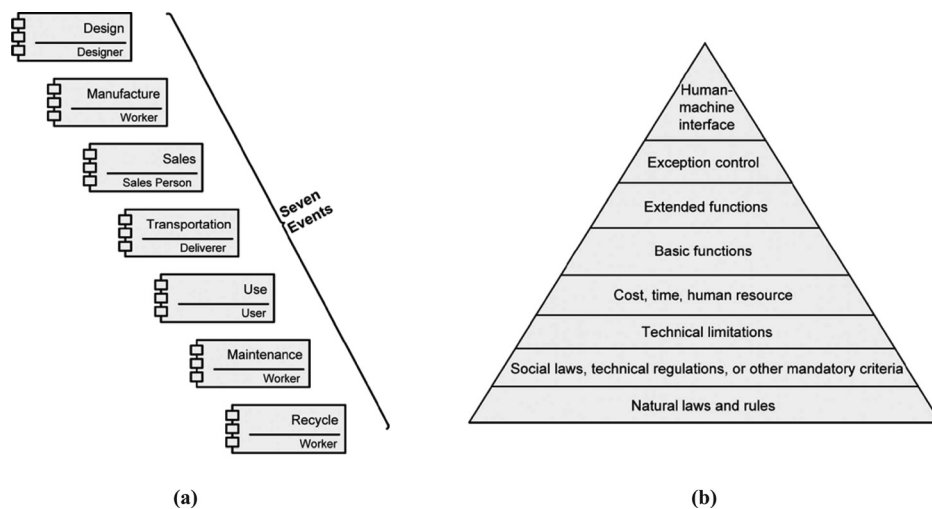 Design
Designer
Manufacture
Worker
Sales
Sales Person
Transportation
Deliverer
Use
User
Maintenance
Worker
Recycle
Worker
Seven
Events
(a)
Human-
machine
interface
Exception control
Extended functions
Basic functions
Cost, time, human resource
Technical limitations
Social laws, technical regulations, or other mandatory criteria
Natural laws and rules
(b)